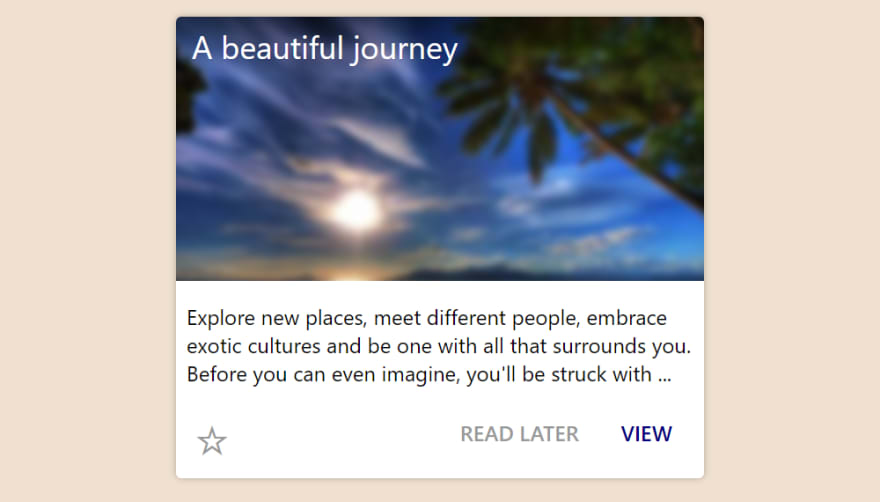 A beautiful journey
Explore new places, meet different people, embrace
exotic cultures and be one with all that surrounds you.
Before you can even imagine, you'll be struck with ...
READ LATER VIEW